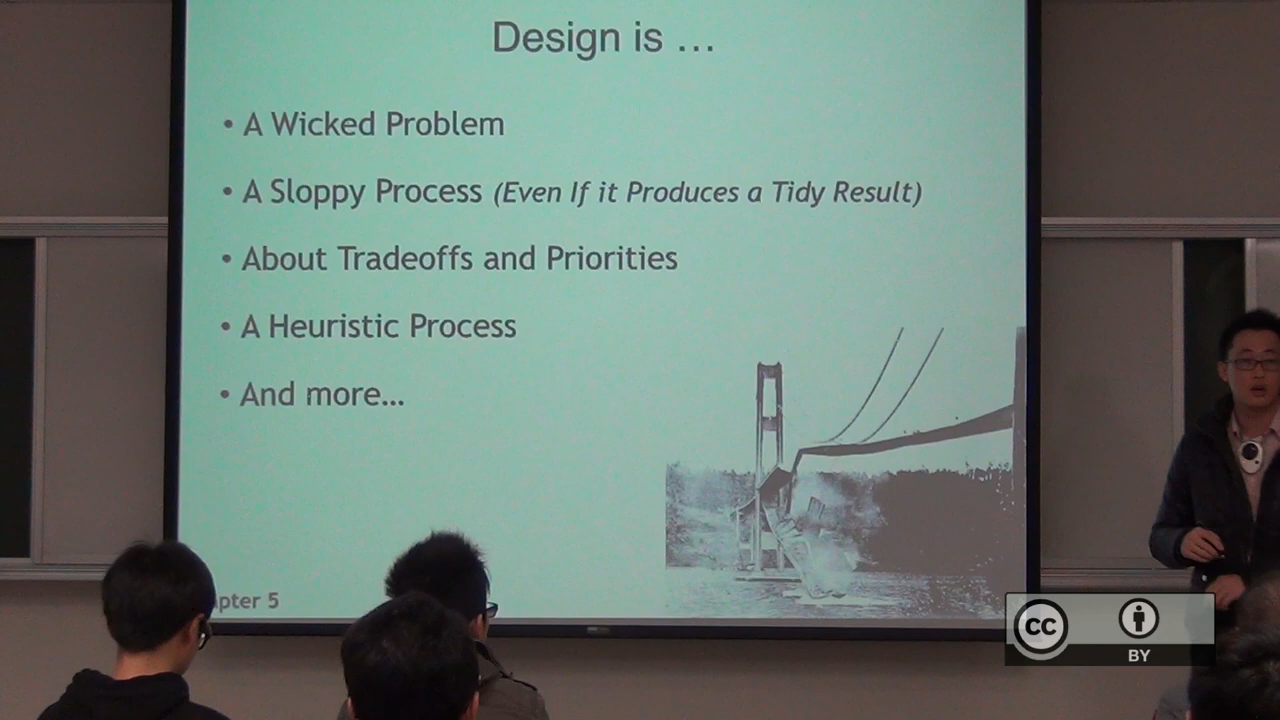 Design is …
• A Wicked Problem
• A Sloppy Process (Even If it Produces a Tidy Result)
• About Tradeoffs and Priorities
• A Heuristic Process
• And more…
pter 5
cc
BY